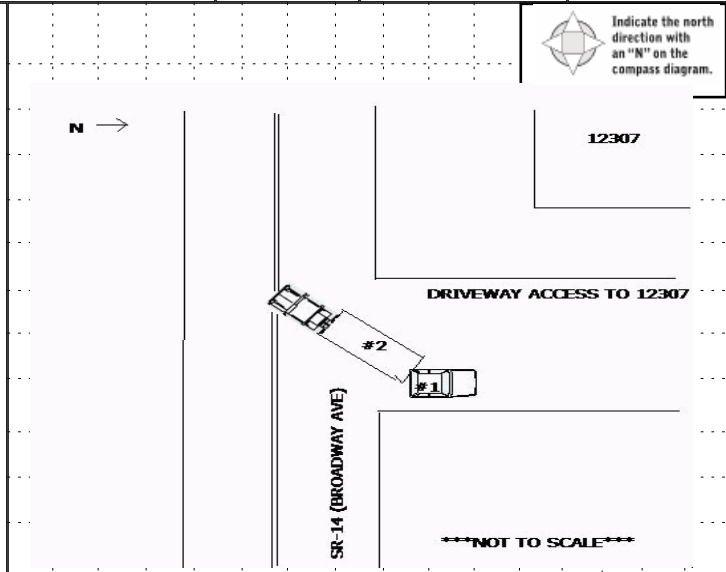 Indicate the north
direction with
an "N" on the
compass diagram.
N
12307
DRIVEWAY ACCESS TO 12307
#2
#1
SR-14 (BROADWAY AVE)
***NOT TO SCALE***